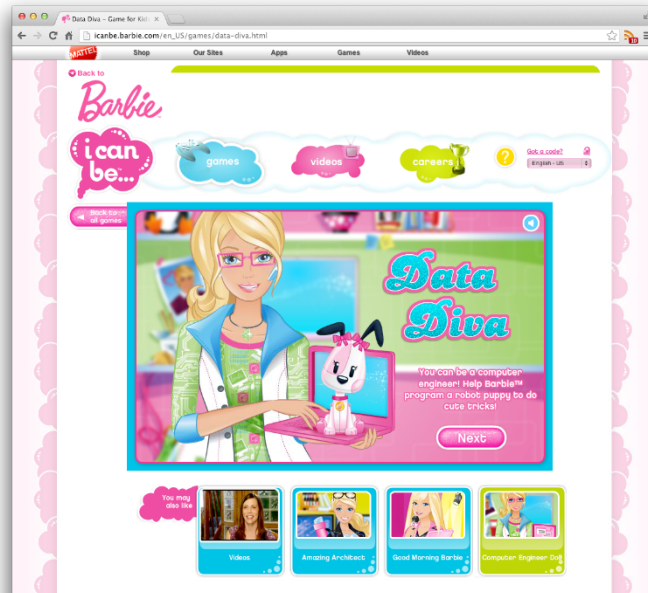 Data Diva – Game for Kids
icanbe.barbie.com/en_US/games/data-diva.html
10
MATTEL
Shop
Our Sites
Apps
Games
Videos
Back to
Barbie
i can
be...
games
videos
careers
?
Got a code?
English - US
Back to
all games
Data
Diva
You can be a computer
engineer! Help Barbie™
program a robot puppy to do
cute tricks!
Next
You may
also like
Videos
Amazing Architect
Good Morning Barbie
Computer Engineer Doll